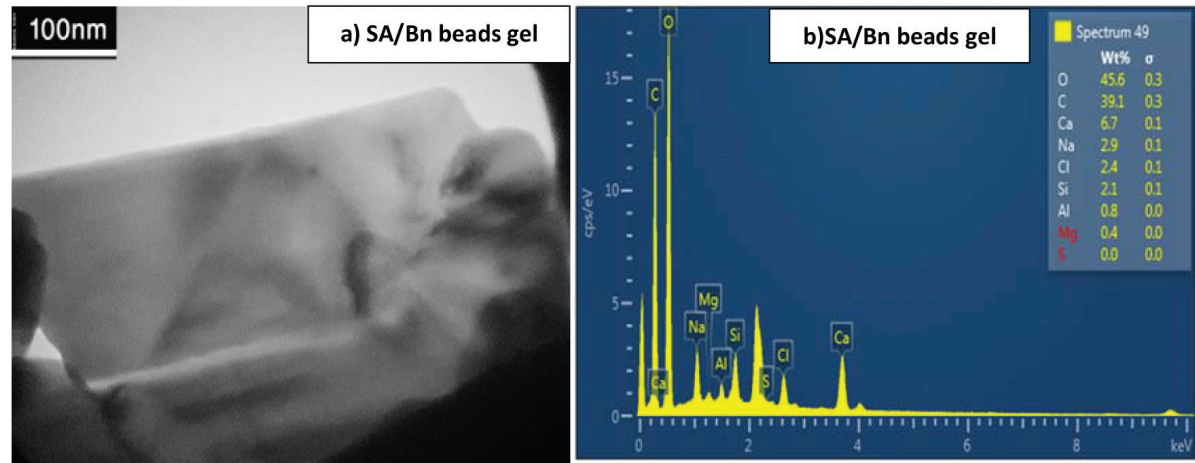 100nm
a) SA/Bn beads gel
b)SA/Bn beads gel
Spectrum 49
Wt% σ
O 45.6 0.3
C 39.1 0.3
Ca 6.7 0.1
Na 2.9 0.1
Cl 2.4 0.1
Si 2.1 0.1
Al 0.8 0.0
Mg 0.4 0.0
S 0.0 0.0
cps/eV
15
10
5
0
O
C
Ca
Na
Mg
Al
Si
S
Cl
Ca
0 2 4 6 8 keV